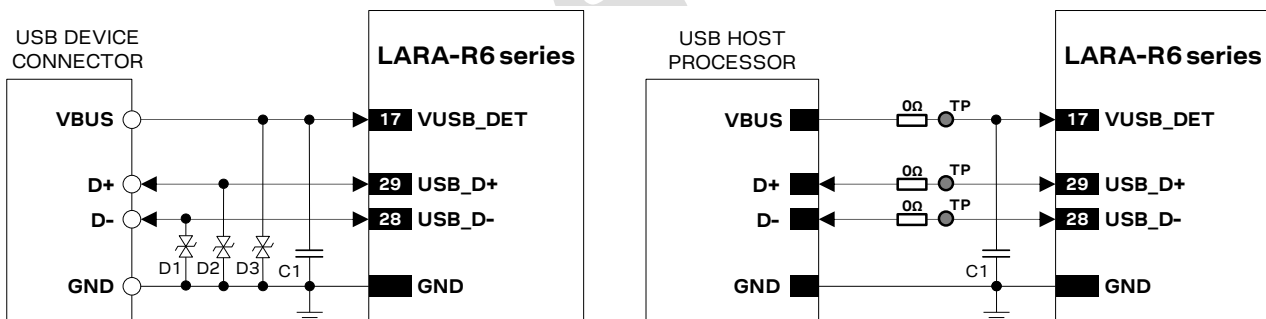 USB DEVICE
CONNECTOR
LARA-R6 series
VBUS
17 VUSB_DET
D+
29 USB_D+
D-
28 USB_D-
D1 D2 D3 C1
GND
GND
USB HOST
PROCESSOR
LARA-R6 series
0Ω TP
VBUS
17 VUSB_DET
0Ω TP
D+
29 USB_D+
0Ω TP
D-
28 USB_D-
C1
GND
GND